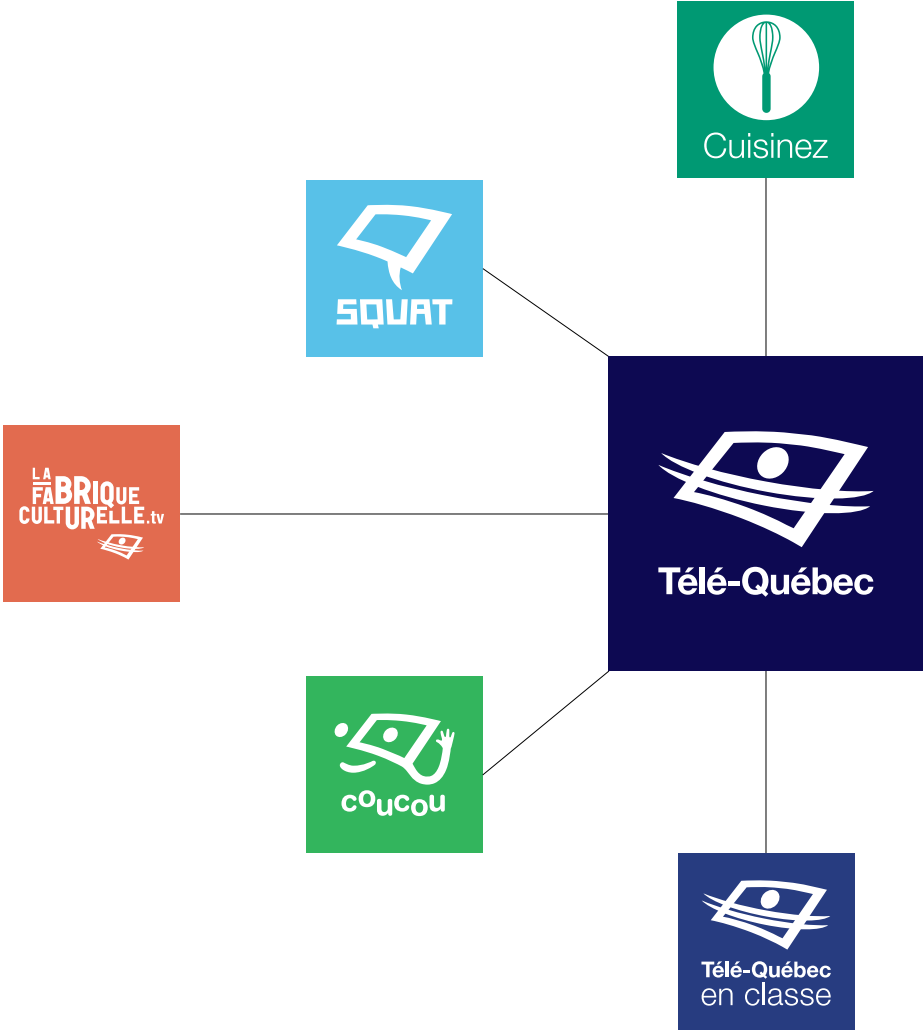 Cuisinez
SQUAT
LA
FABRIQUE
CULTURELLE.tv
Télé-Québec
coucou
Télé-Québec
en classe